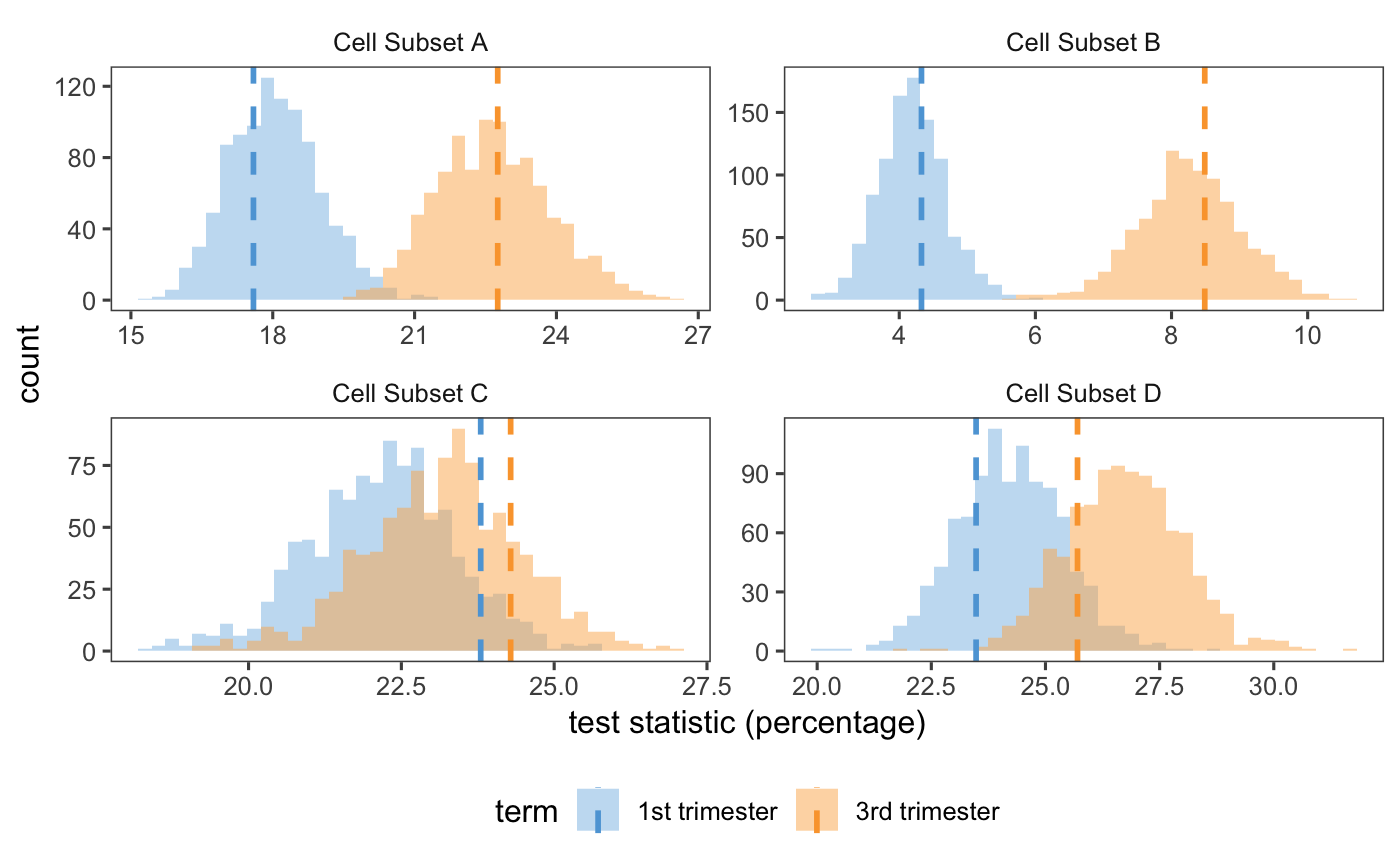 Cell Subset A
Cell Subset B
120
80
40
0
15 18 21 24 27
150
100
50
0
4 6 8 10
count
Cell Subset C
Cell Subset D
75
50
25
0
20.0 22.5 25.0 27.5
90
60
30
0
20.0 22.5 25.0 27.5 30.0
test statistic (percentage)
term 1st trimester 3rd trimester